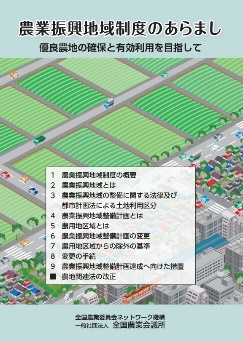 農業振興地域制度のあらまし
優良農地の確保と有効利用を目指して
1 農業振興地域制度の概要
2 農業振興地域とは
3 農業振興地域の整備に関する法律及び
都市計画法による土地利用区分
4 農業振興地域整備計画とは
5 農用地区域とは
6 農業振興地域整備計画の変更
7 農用地区域からの除外の基準
8 変更の手続
9 農業振興地域整備計画達成へ向けた措置
■ 農地関連法の改正
全国農業委員会ネットワーク機構
一般社団法人 全国農業会議所